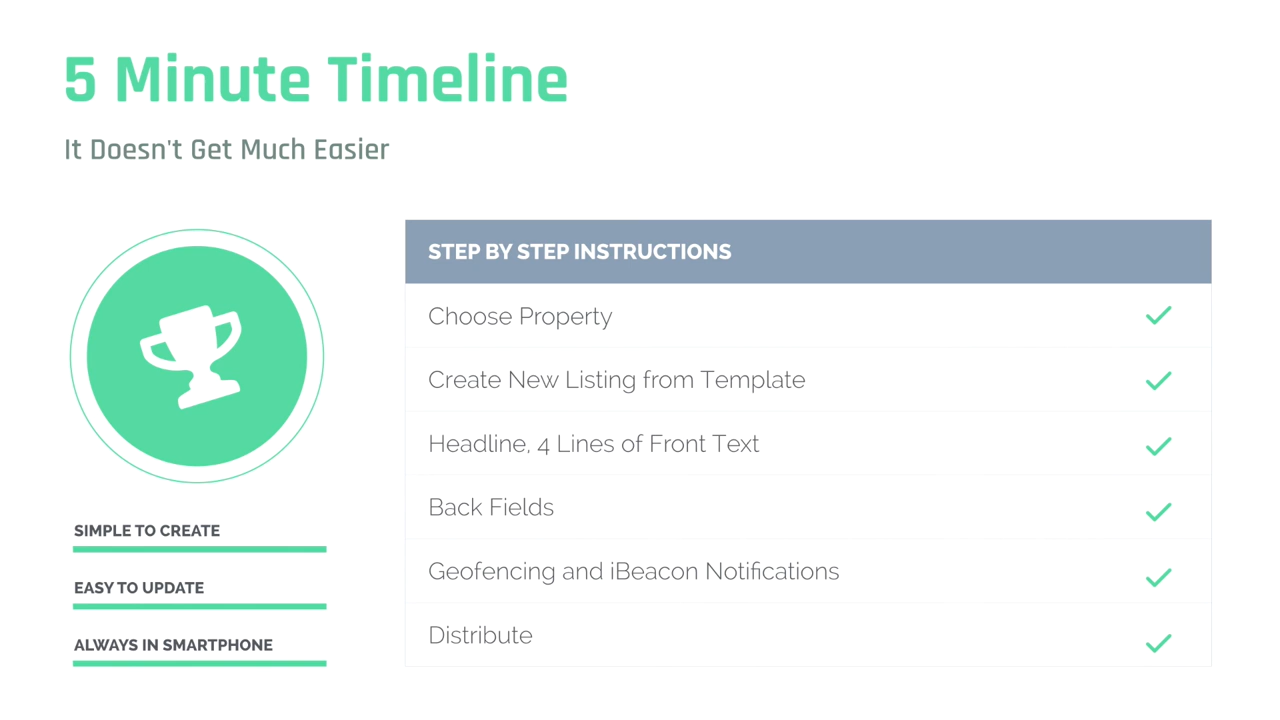 5 Minute Timeline
It Doesn't Get Much Easier
SIMPLE TO CREATE
EASY TO UPDATE
ALWAYS IN SMARTPHONE
STEP BY STEP INSTRUCTIONS
Choose Property
Create New Listing from Template
Headline, 4 Lines of Front Text
Back Fields
Geofencing and iBeacon Notifications
Distribute